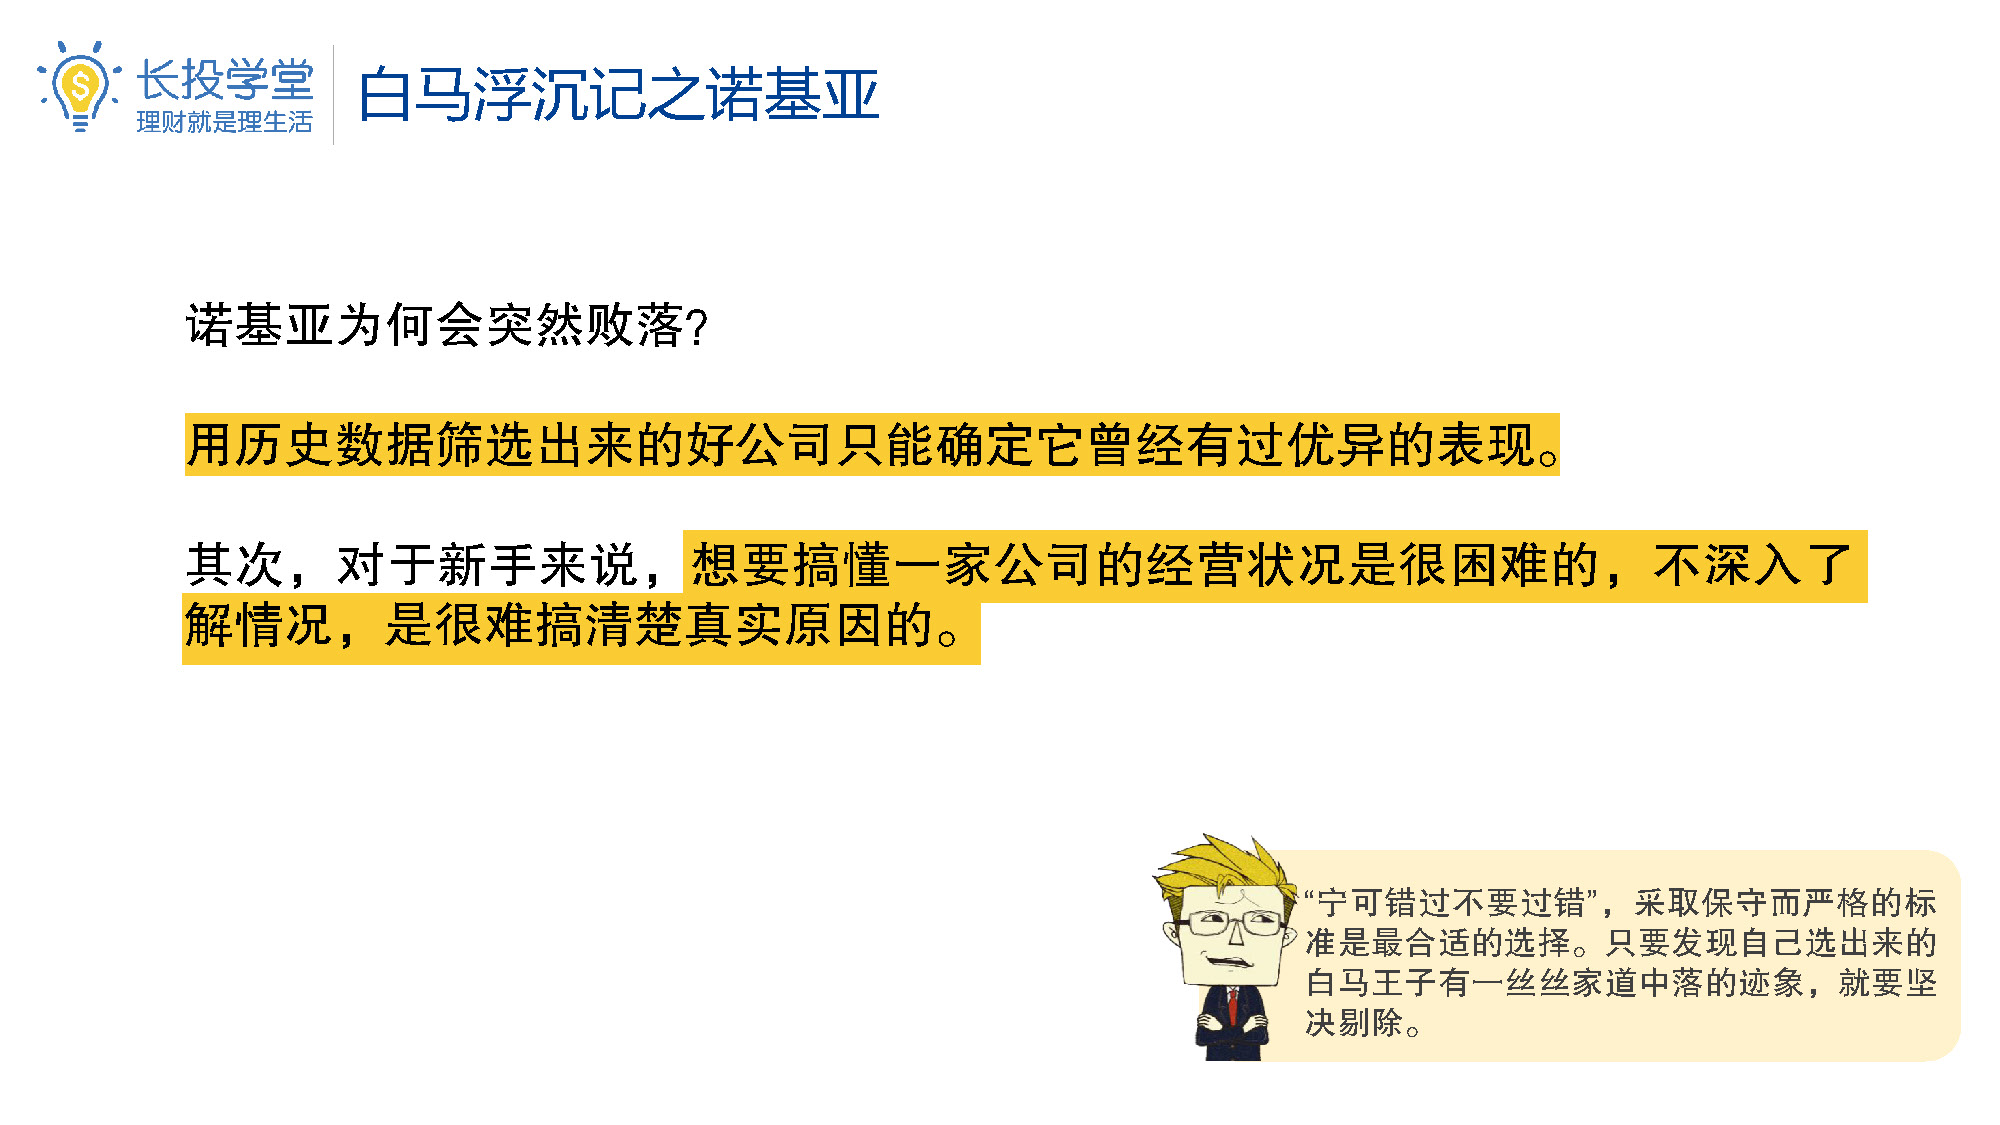 长投学堂
理财就是理生活
白马浮沉记之诺基亚
诺基亚为何会突然败落?
用历史数据筛选出来的好公司只能确定它曾经有过优异的表现。
其次，对于新手来说，想要搞懂一家公司的经营状况是很困难的，不深入了
解情况，是很难搞清楚真实原因的。
“宁可错过不要过错”，采取保守而严格的标
准是最合适的选择。只要发现自己选出来的
白马王子有一丝丝家道中落的迹象，就要坚
决剔除。